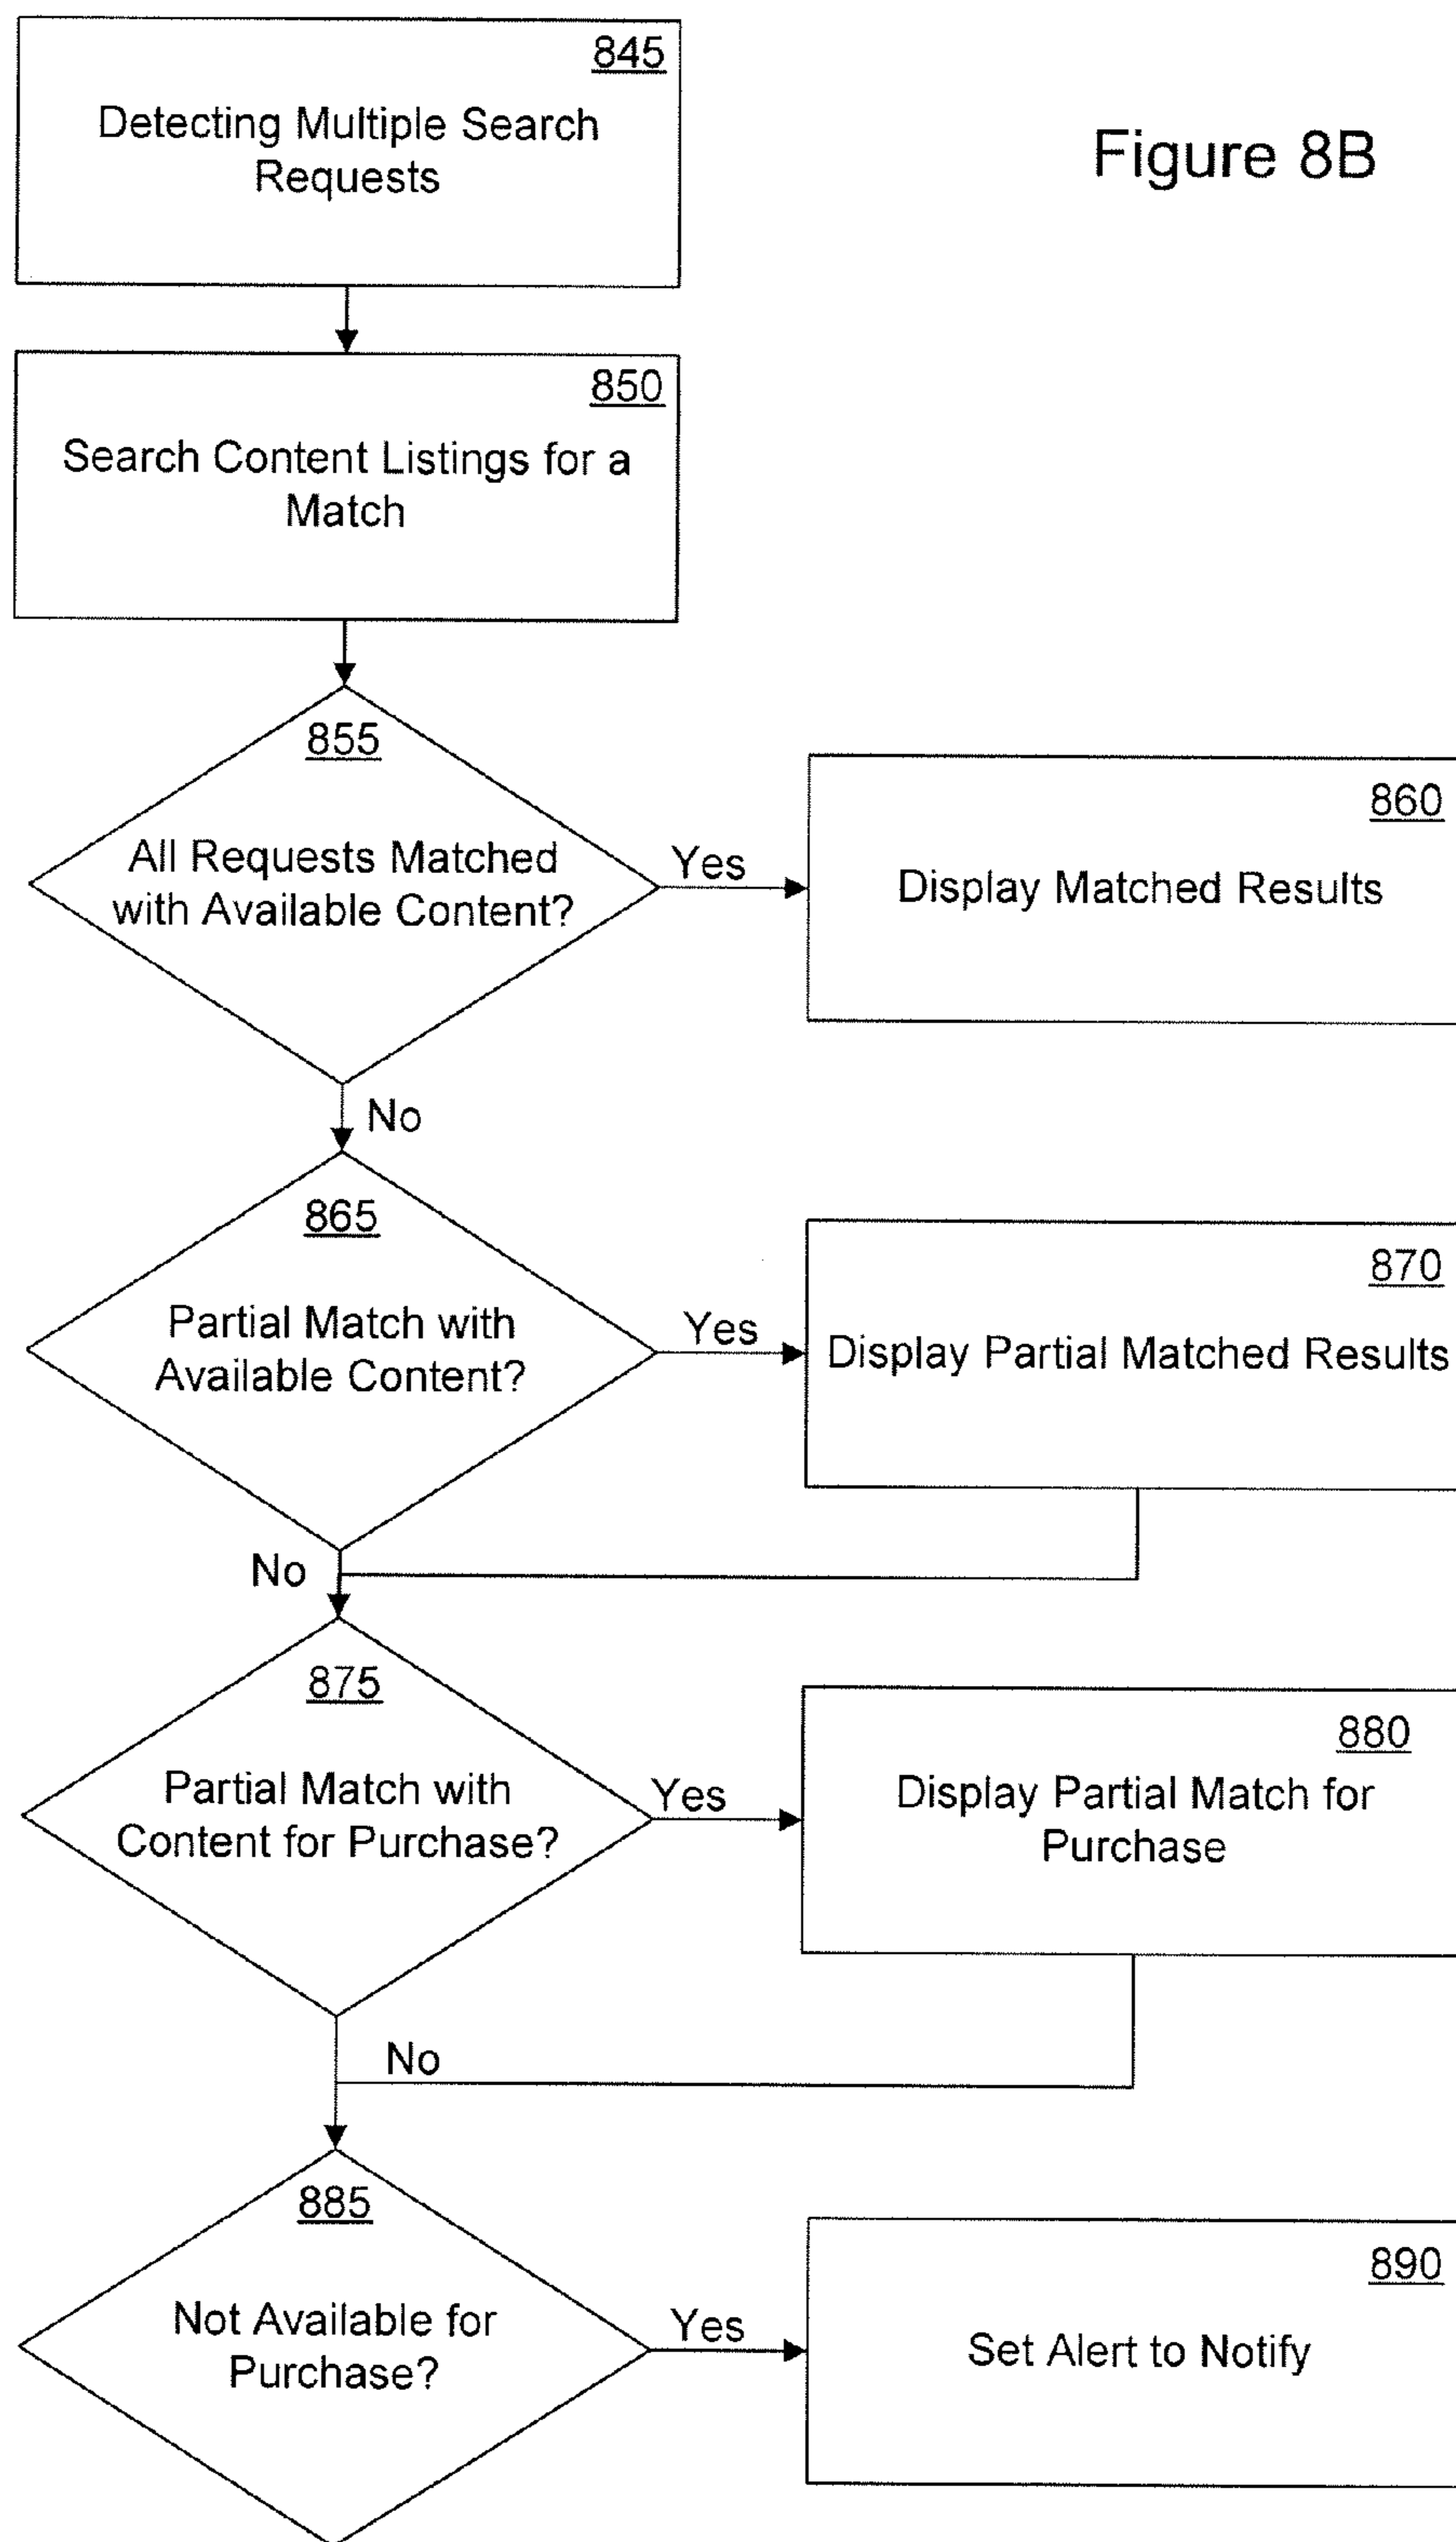 845
Detecting Multiple Search
Requests
Figure 8B
850
Search Content Listings for a
Match
855
All Requests Matched
with Available Content?
Yes
860
Display Matched Results
No
865
Partial Match with
Available Content?
Yes
870
Display Partial Matched Results
No
875
Partial Match with
Content for Purchase?
Yes
880
Display Partial Match for
Purchase
No
885
Not Available for
Purchase?
Yes
890
Set Alert to Notify